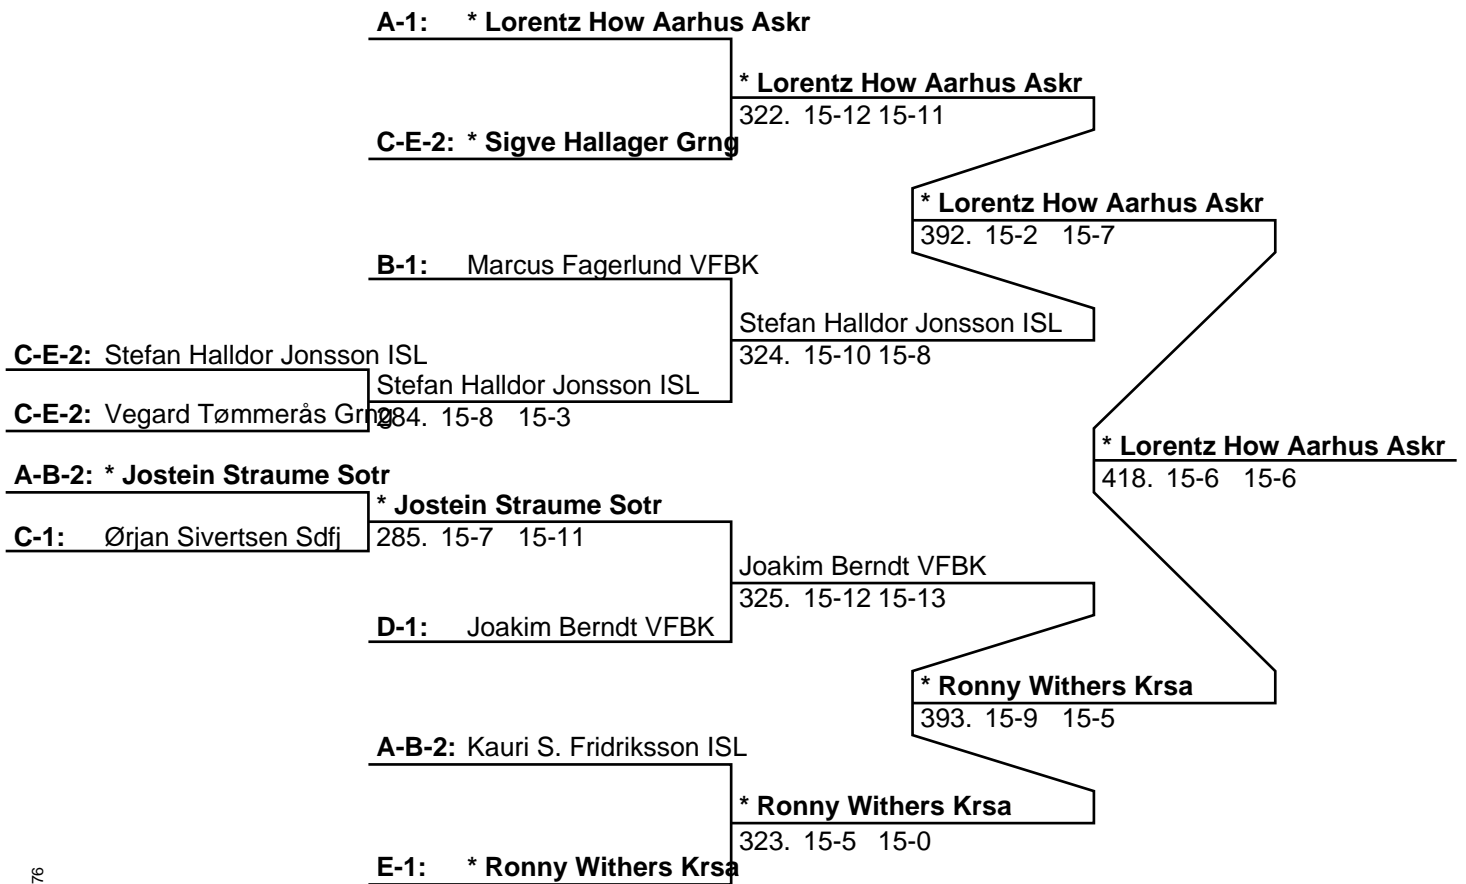 A-1: * Lorentz How Aarhus Askr
* Lorentz How Aarhus Askr
322. 15-12 15-11
C-E-2: * Sigve Hallager Grng
* Lorentz How Aarhus Askr
392. 15-2 15-7
B-1: Marcus Fagerlund VFBK
Stefan Halldor Jonsson ISL
324. 15-10 15-8
C-E-2: Stefan Halldor Jonsson ISL
Stefan Halldor Jonsson ISL
C-E-2: Vegard Tømmerås Grng
284. 15-8 15-3
* Lorentz How Aarhus Askr
418. 15-6 15-6
A-B-2: * Jostein Straume Sotr
* Jostein Straume Sotr
C-1: Ørjan Sivertsen Sdfj
285. 15-7 15-11
Joakim Berndt VFBK
325. 15-12 15-13
D-1: Joakim Berndt VFBK
* Ronny Withers Krsa
393. 15-9 15-5
A-B-2: Kauri S. Fridriksson ISL
* Ronny Withers Krsa
323. 15-5 15-0
E-1: * Ronny Withers Krsa
76